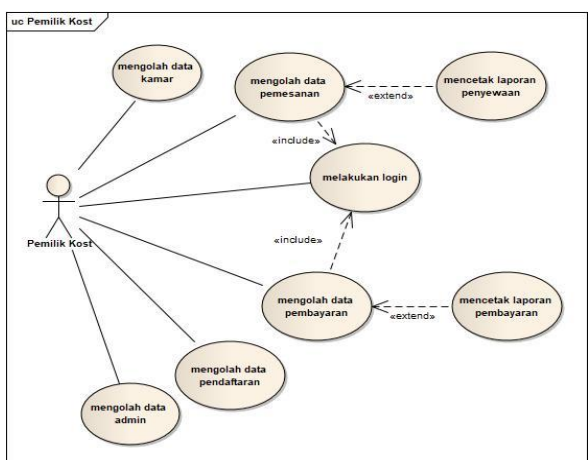 uc Pemilik Kost
mengolah data
kamar
mengolah data
pemesanan
«extend»
mencetak laporan
penyewaan
«include»
melakukan login
Pemilik Kost
«include»
mengolah data
pembayaran
«extend»
mencetak laporan
pembayaran
mengolah data
pendaftaran
mengolah data
admin